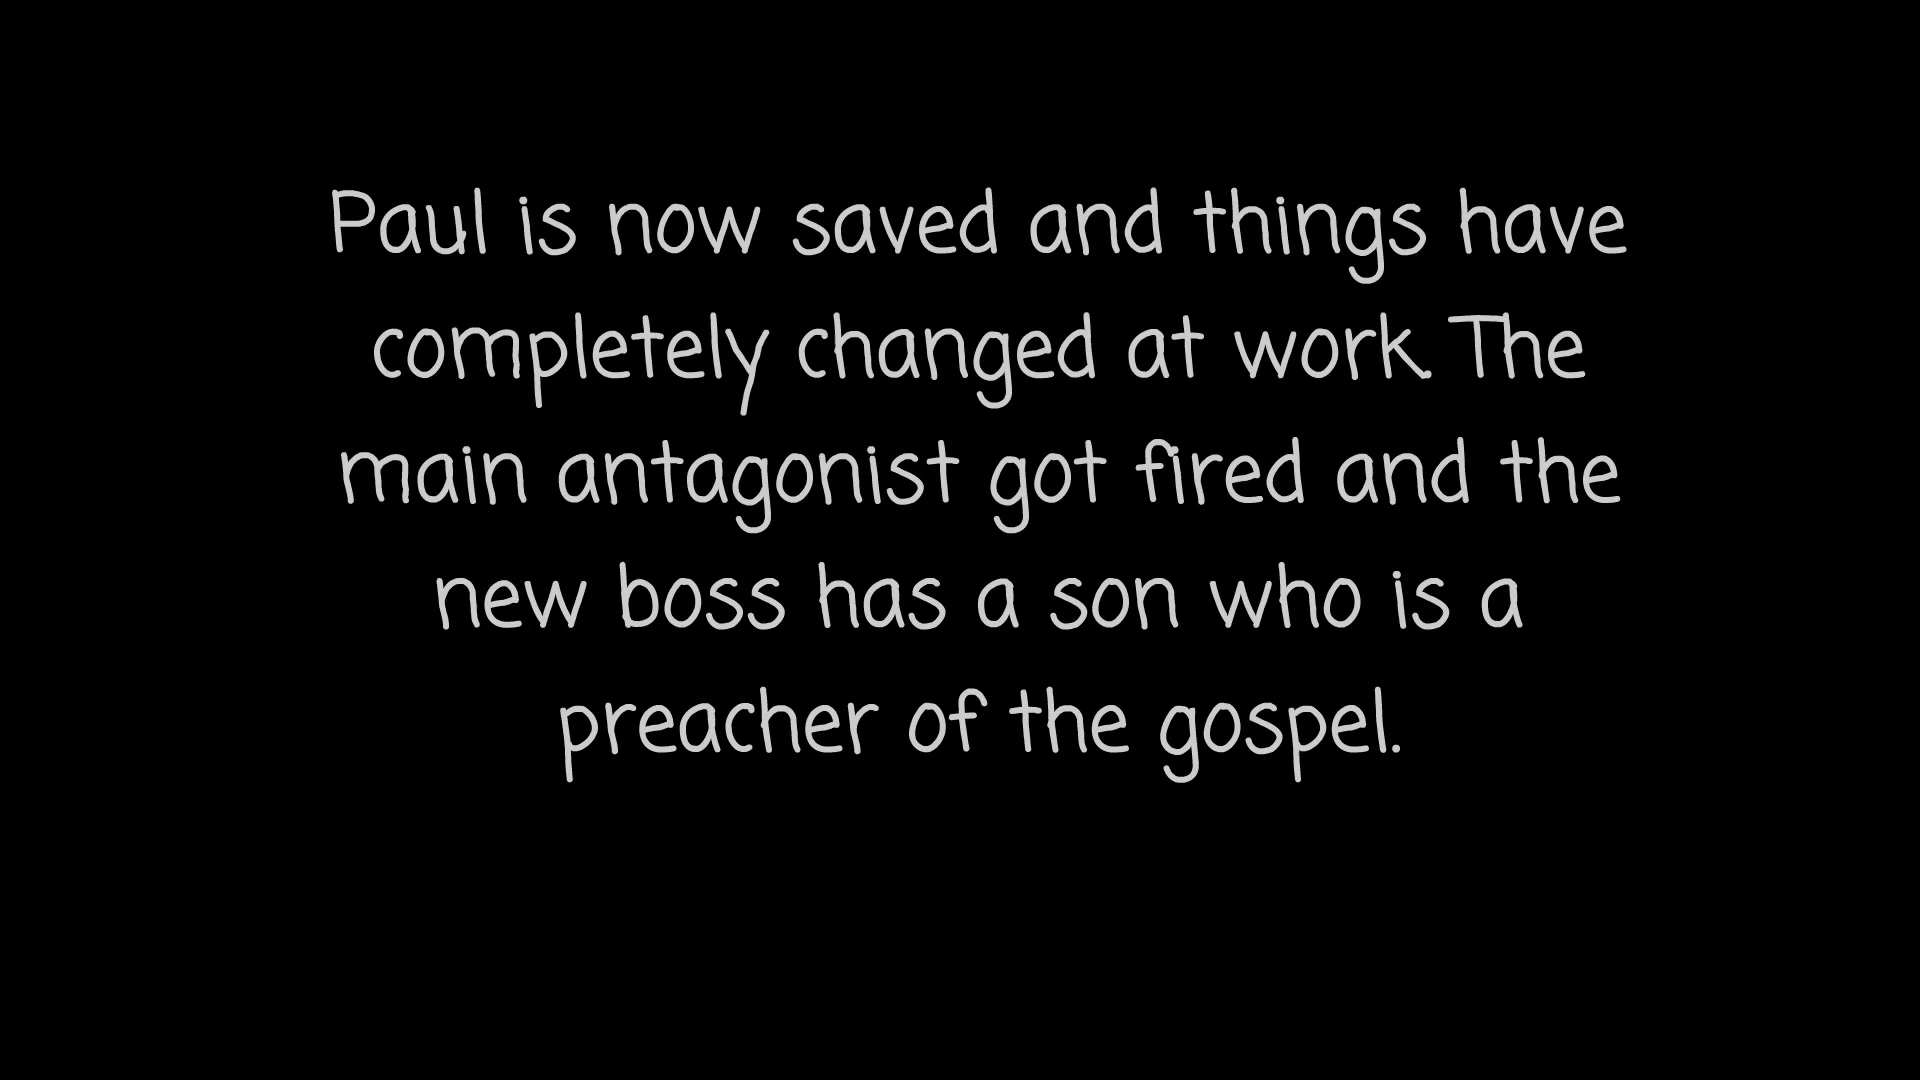 Paul is now saved and things have
completely changed at work. The
main antagonist got fired and the
new boss has a son who is a
preacher of the gospel.